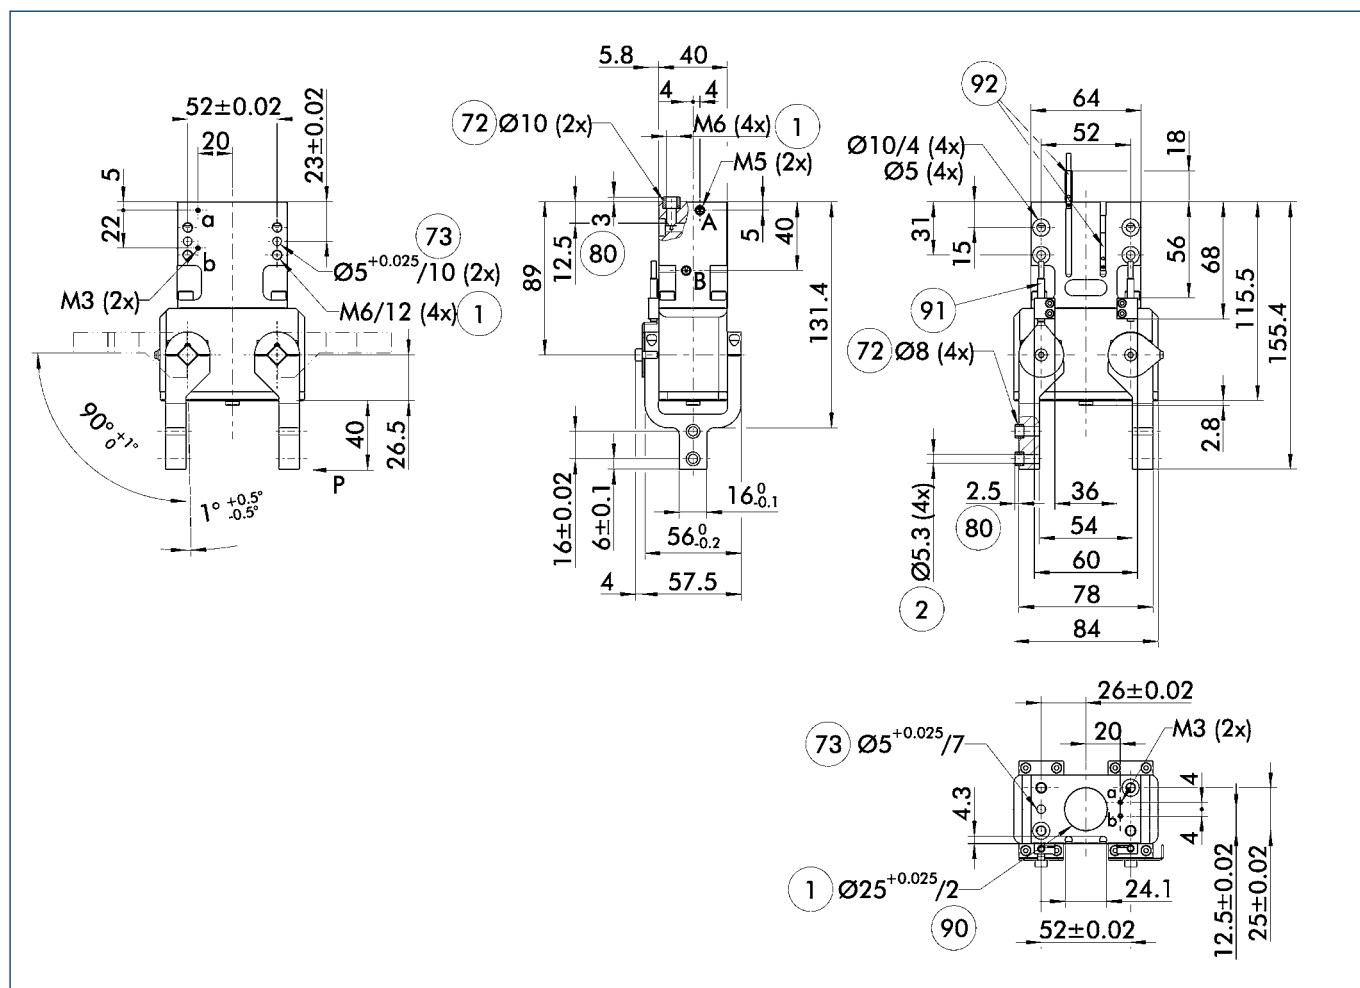 52±0.02
20
23±0.02
5
22
a
b
73
Ø5+0.025/10 (2x)
M3 (2x)
M6/12 (4x)
1
90° +1° 0
1° +0.5° -0.5°
40
26.5
P
5.8
40
4
4
72
Ø10 (2x)
M6 (4x)
1
M5 (2x)
3
80
12.5
89
A
B
5
40
131.4
16±0.02
6±0.1
16 0 -0.1
56 0 -0.2
4
57.5
92
64
52
18
Ø10/4 (4x)
Ø5 (4x)
31
15
56
68
115.5
155.4
91
72
Ø8 (4x)
2.8
2.5
36
80
54
Ø5.3 (4x)
60
2
78
84
26±0.02
20
M3 (2x)
73
Ø5+0.025/7
a
b
4
4
4.3
12.5±0.02
25±0.02
1
Ø25+0.025/2
24.1
90
52±0.02